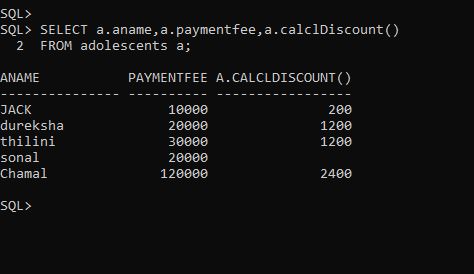 SQL>
SQL> SELECT a.aname,a.paymentfee,a.calclDiscount()
  2  FROM adolescents a;

ANAME           PAYMENTFEE A.CALCLDISCOUNT()
--------------- ---------- -----------------
JACK                 10000               200
dureksha             20000              1200
thilini              30000              1200
sonal                20000
Chamal              120000              2400

SQL>